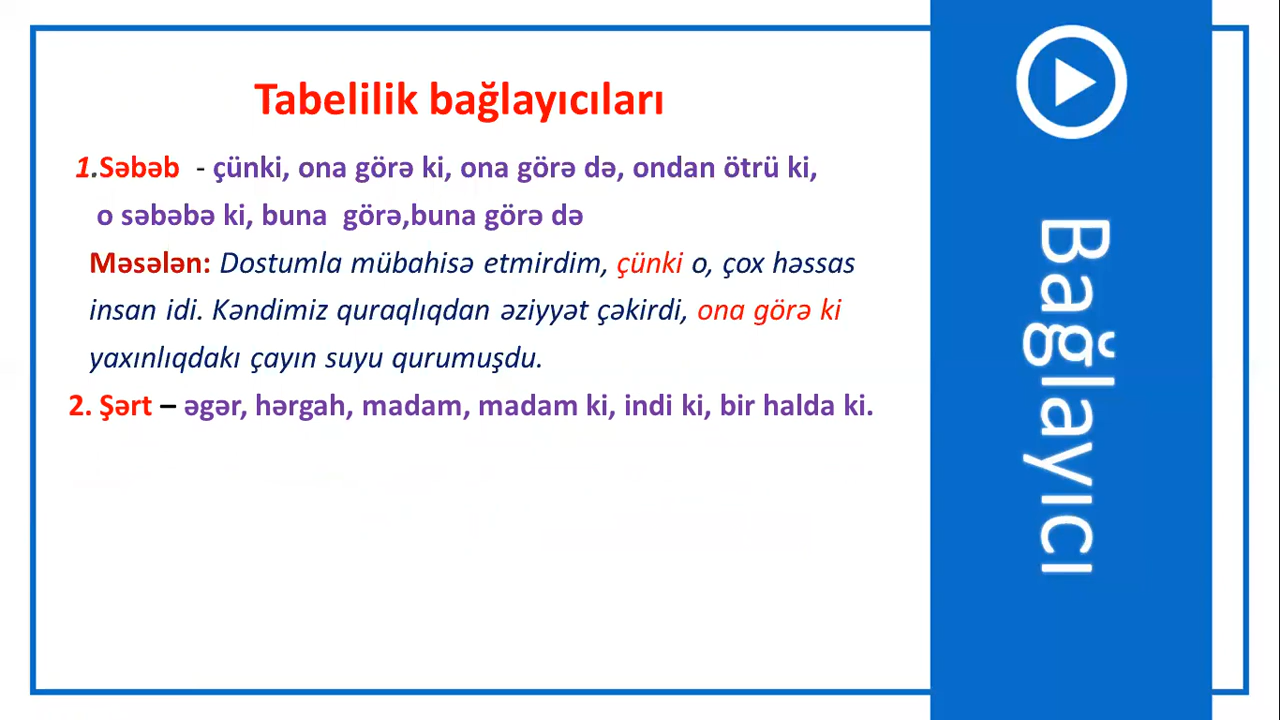 Tabelilik bağlayıcıları
1.Səbəb - çünki, ona görə ki, ona görə də, ondan ötrü ki,
o səbəbə ki, buna görə,buna görə də
Məsələn: Dostumla mübahisə etmirdim, çünki o, çox həssas
insan idi. Kəndimiz quraqlıqdan əziyyət çəkirdi, ona görə ki
yaxınlıqdakı çayın suyu qurumuşdu.
2. Şərt – əgər, hərgah, madam, madam ki, indi ki, bir halda ki.
Bağlayıcı